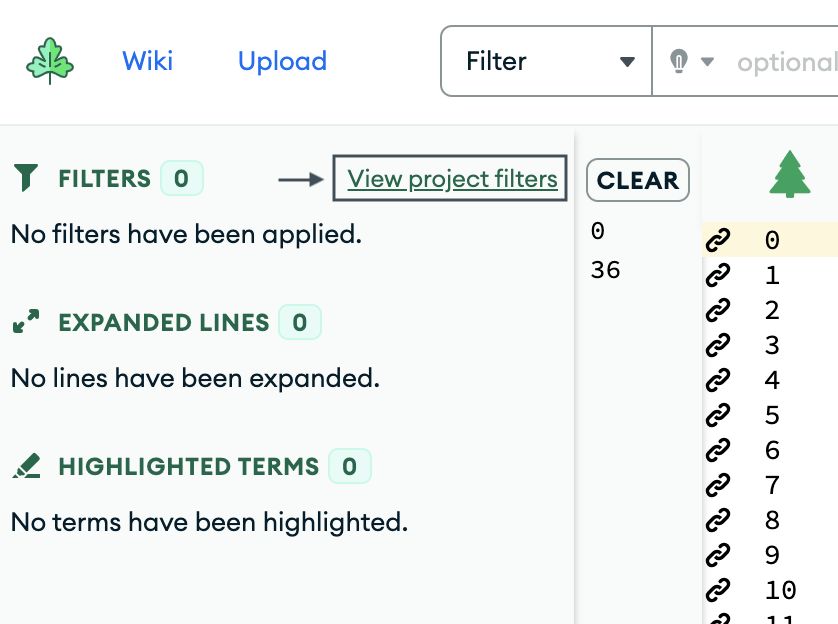 Wiki Upload Filter optional
FILTERS 0 View project filters
No filters have been applied.
EXPANDED LINES 0
No lines have been expanded.
HIGHLIGHTED TERMS 0
No terms have been highlighted.
CLEAR
0
36
0
1
2
3
4
5
6
7
8
9
10
11